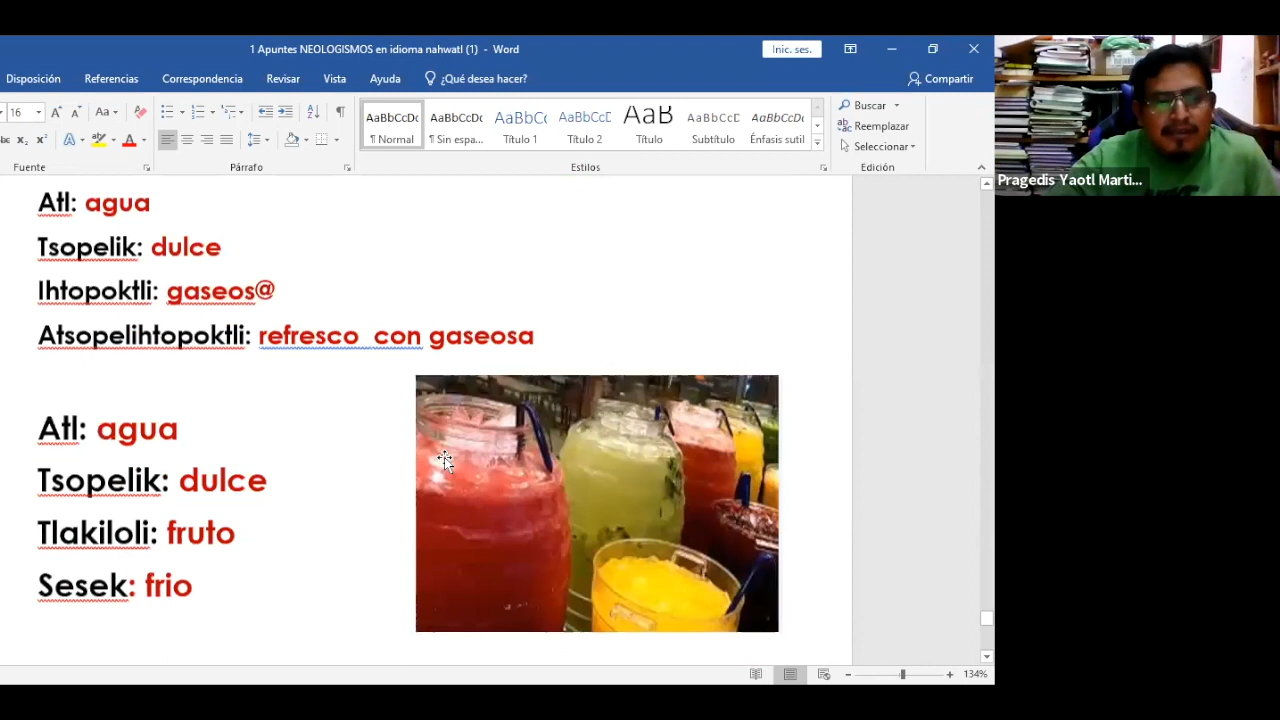 1 Apuntes NEOLOGISMOS en idioma nahwatl (1) - Word
Inic. ses.
Disposición Referencias Correspondencia Revisar Vista Ayuda ¿Qué desea hacer? Compartir
16 Aa AaBbCcDc AaBbCcDc AaBbCc AaBbCcD AaB AaBbCcD AaBbCcDc Buscar
¶ Normal ¶ Sin espa... Título 1 Título 2 Título Subtítulo Énfasis sutil Reemplazar
Seleccionar
Fuente Párrafo Estilos Edición
Pragedis Yaotl Marti...
Atl: agua
Tsopelik: dulce
Ihtopoktli: gaseos@
Atsopelihtopoktli: refresco con gaseosa
Atl: agua
Tsopelik: dulce
Tlakiloli: fruto
Sesek: frio
134%